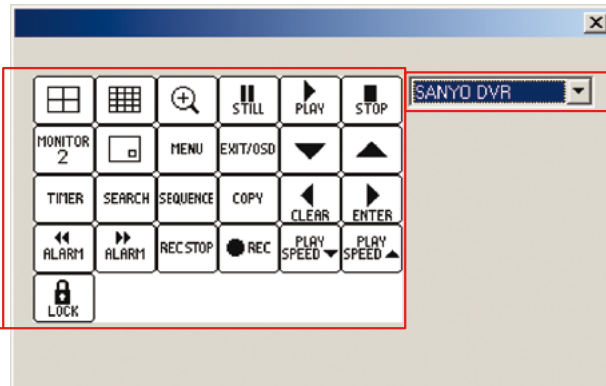 STILL PLAY STOP SANYO DVR
MONITOR 2 MENU EXIT/OSD
TIMER SEARCH SEQUENCE COPY CLEAR ENTER
ALARM ALARM REC STOP REC PLAY SPEED PLAY SPEED
LOCK